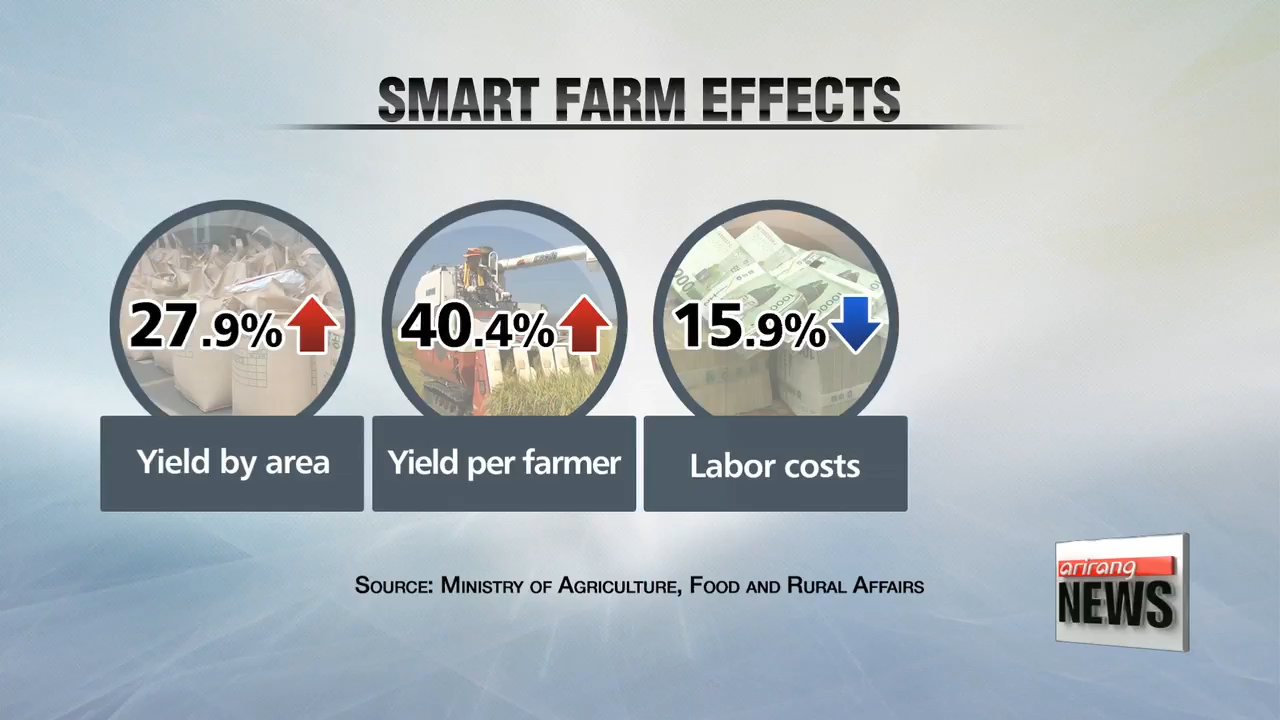 SMART FARM EFFECTS
27.9%
40.4%
15.9%
Yield by area
Yield per farmer
Labor costs
SOURCE: MINISTRY OF AGRICULTURE, FOOD AND RURAL AFFAIRS
arirang
NEWS